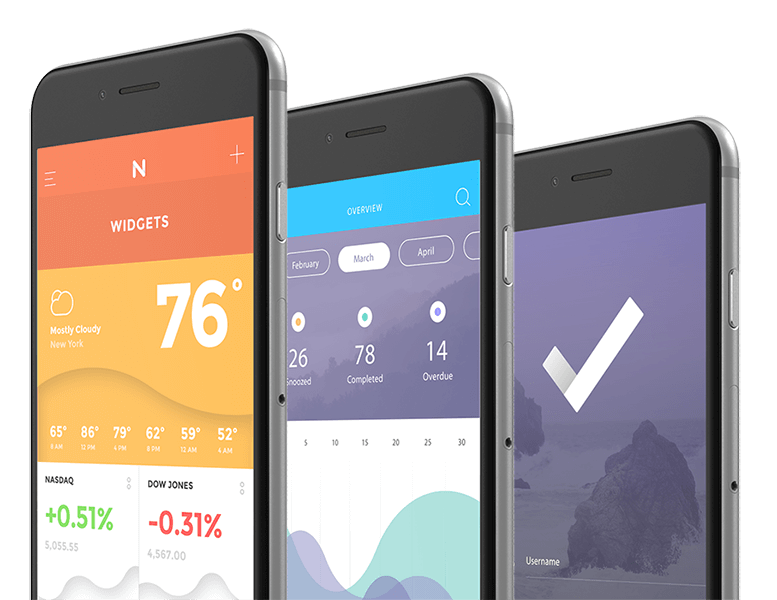 N
WIDGETS
76°
Mostly Cloudy
New York
65° 86° 79° 62° 59° 52°
8 AM 12 PM 4 PM 8 PM 12 AM 4 AM
NASDAQ
+0.51%
5,055.55
DOW JONES
-0.31%
4,567.00
OVERVIEW
February March April
26 78 14
Snoozed Completed Overdue
5 10 15 20 25 30
Username